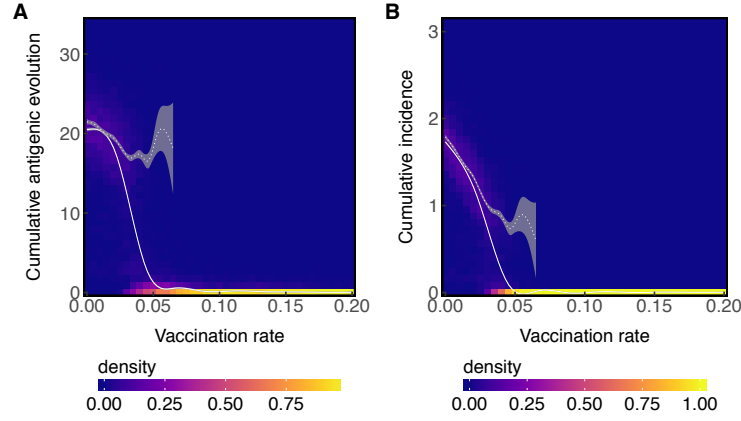 A
Cumulative antigenic evolution
30
20
10
0
0.00 0.05 0.10 0.15 0.20
Vaccination rate
density
0.00 0.25 0.50 0.75
B
Cumulative incidence
3
2
1
0
0.00 0.05 0.10 0.15 0.20
Vaccination rate
density
0.00 0.25 0.50 0.75 1.00